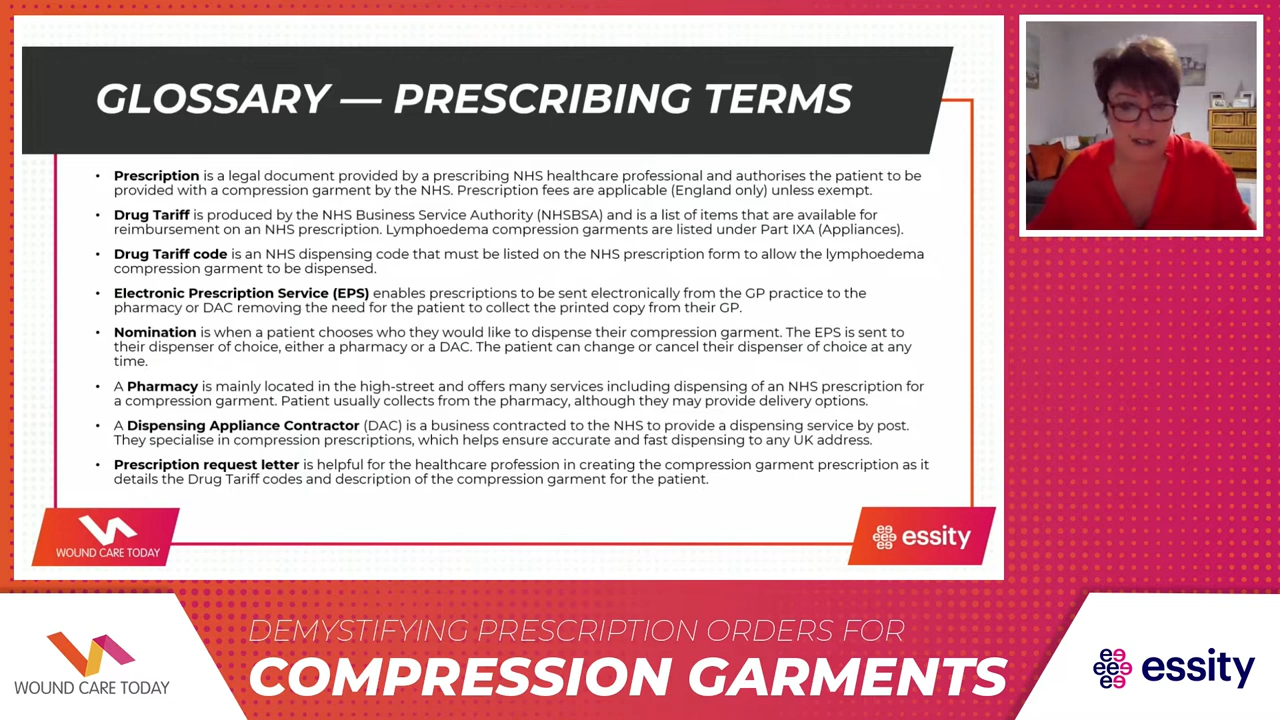 GLOSSARY — PRESCRIBING TERMS
• Prescription is a legal document provided by a prescribing NHS healthcare professional and authorises the patient to be
provided with a compression garment by the NHS. Prescription fees are applicable (England only) unless exempt.
• Drug Tariff is produced by the NHS Business Service Authority (NHSBSA) and is a list of items that are available for
reimbursement on an NHS prescription. Lymphoedema compression garments are listed under Part IXA (Appliances).
• Drug Tariff code is an NHS dispensing code that must be listed on the NHS prescription form to allow the lymphoedema
compression garment to be dispensed.
• Electronic Prescription Service (EPS) enables prescriptions to be sent electronically from the GP practice to the
pharmacy or DAC removing the need for the patient to collect the printed copy from their GP.
• Nomination is when a patient chooses who they would like to dispense their compression garment. The EPS is sent to
their dispenser of choice, either a pharmacy or a DAC. The patient can change or cancel their dispenser of choice at any
time.
• A Pharmacy is mainly located in the high-street and offers many services including dispensing of an NHS prescription for
a compression garment. Patient usually collects from the pharmacy, although they may provide delivery options.
• A Dispensing Appliance Contractor (DAC) is a business contracted to the NHS to provide a dispensing service by post.
They specialise in compression prescriptions, which helps ensure accurate and fast dispensing to any UK address.
• Prescription request letter is helpful for the healthcare profession in creating the compression garment prescription as it
details the Drug Tariff codes and description of the compression garment for the patient.
WOUND CARE TODAY
essity
DEMYSTIFYING PRESCRIPTION ORDERS FOR
COMPRESSION GARMENTS
WOUND CARE TODAY
essity